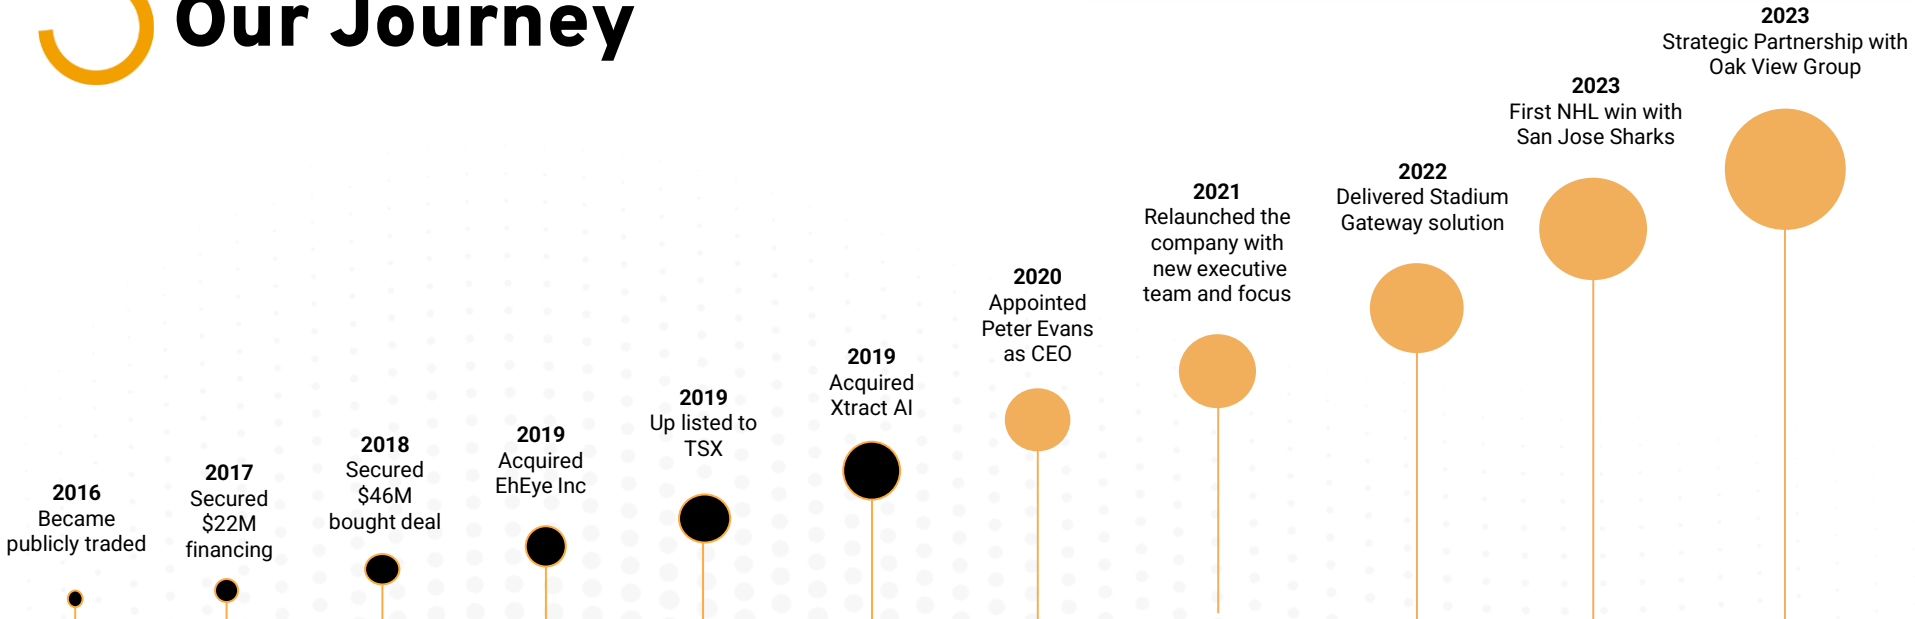 Our Journey
2016
Became
publicly traded
2017
Secured
$22M
financing
2018
Secured
$46M
bought deal
2019
Acquired
EhEye Inc
2019
Up listed to
TSX
2019
Acquired
Xtract AI
2020
Appointed
Peter Evans
as CEO
2021
Relaunched the
company with
new executive
team and focus
2022
Delivered Stadium
Gateway solution
2023
First NHL win with
San Jose Sharks
2023
Strategic Partnership with
Oak View Group